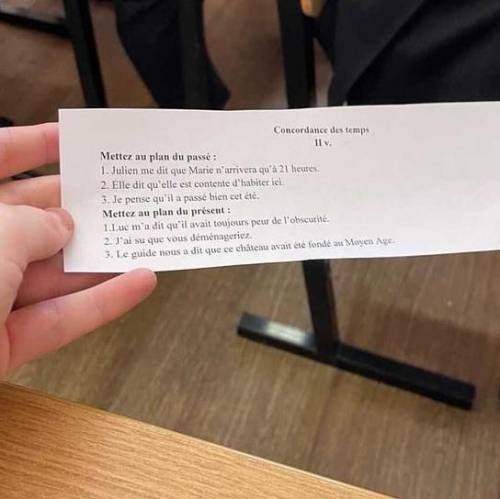 Concordance des temps
II v.
Mettez au plan du passé :
1. Julien me dit que Marie n'arrivera qu'à 21 heures.
2. Elle dit qu'elle est contente d'habiter ici.
3. Je pense qu'il a passé bien cet été.
Mettez au plan du présent :
1.Luc m'a dit qu'il avait toujours peur de l'obscurité.
2. J'ai su que vous déménageriez.
3. Le guide nous a dit que ce château avait été fondé au Moyen Age.